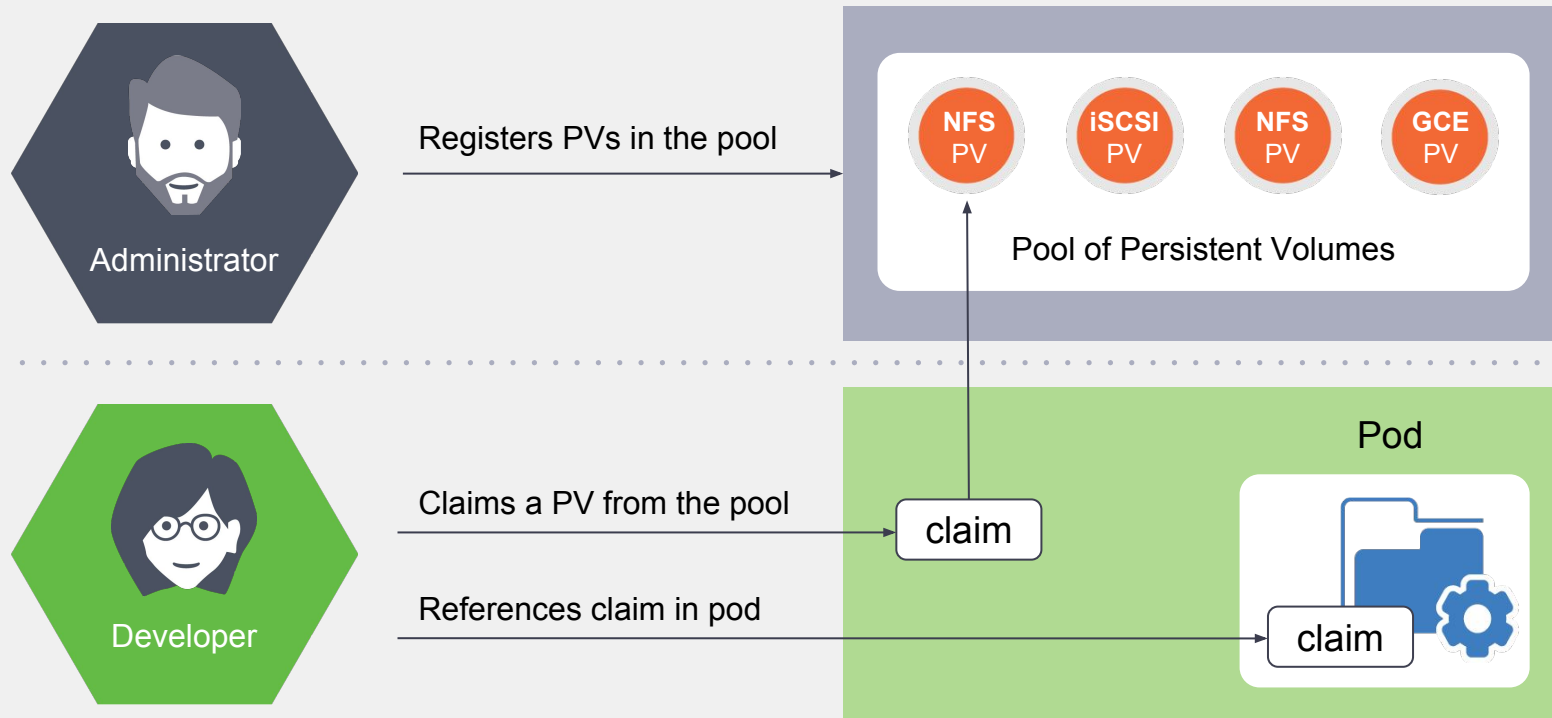 Administrator
Registers PVs in the pool
NFS
PV
iSCSI
PV
NFS
PV
GCE
PV
Pool of Persistent Volumes
Developer
Claims a PV from the pool
claim
References claim in pod
Pod
claim